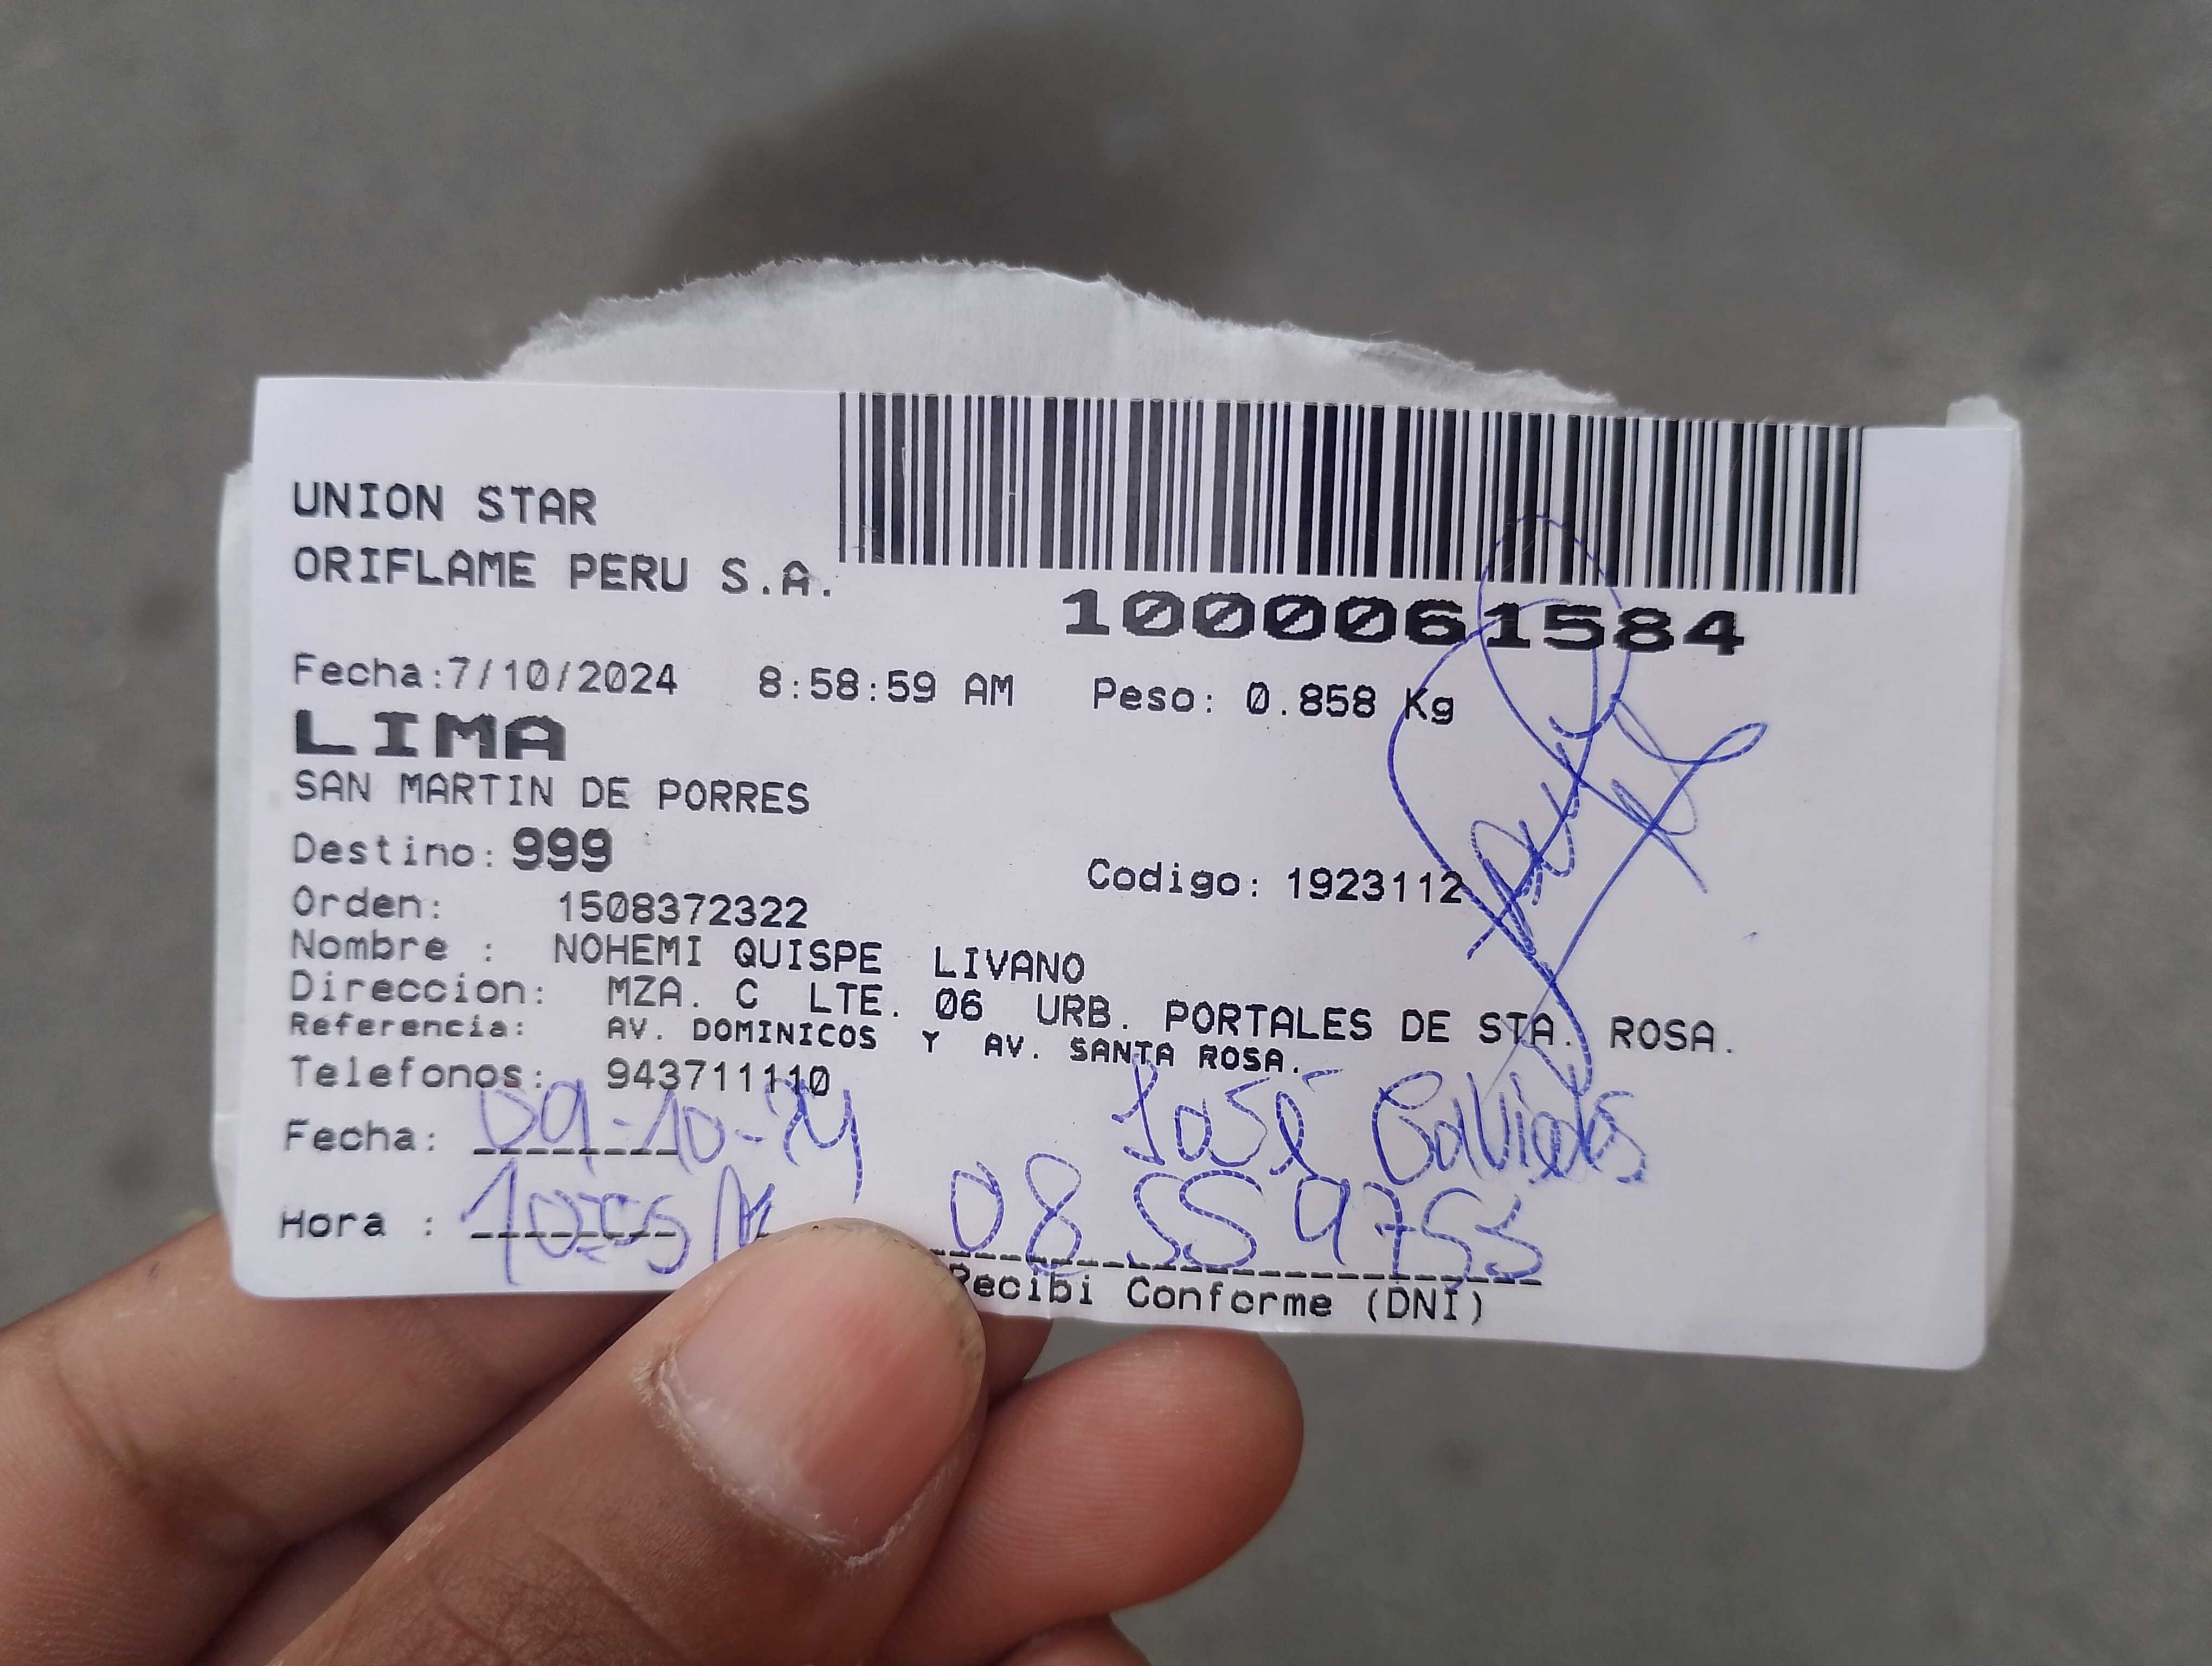 UNION STAR
ORIFLAME PERU S.A.
1000061584
Fecha:7/10/2024 8:58:59 AM Peso: 0.858 Kg
LIMA
SAN MARTIN DE PORRES
Destino: 999
Codigo: 1923112
Orden: 1508372322
Nombre : NOHEMI QUISPE LIVANO
Direccion: MZA. C LTE. 06 URB. PORTALES DE STA. ROSA.
Referencia: AV. DOMINICOS Y AV. SANTA ROSA.
Telefonos: 943711110
Fecha: 09-10-24 José
Hora : 08559753
Recibi Conforme (DNI)